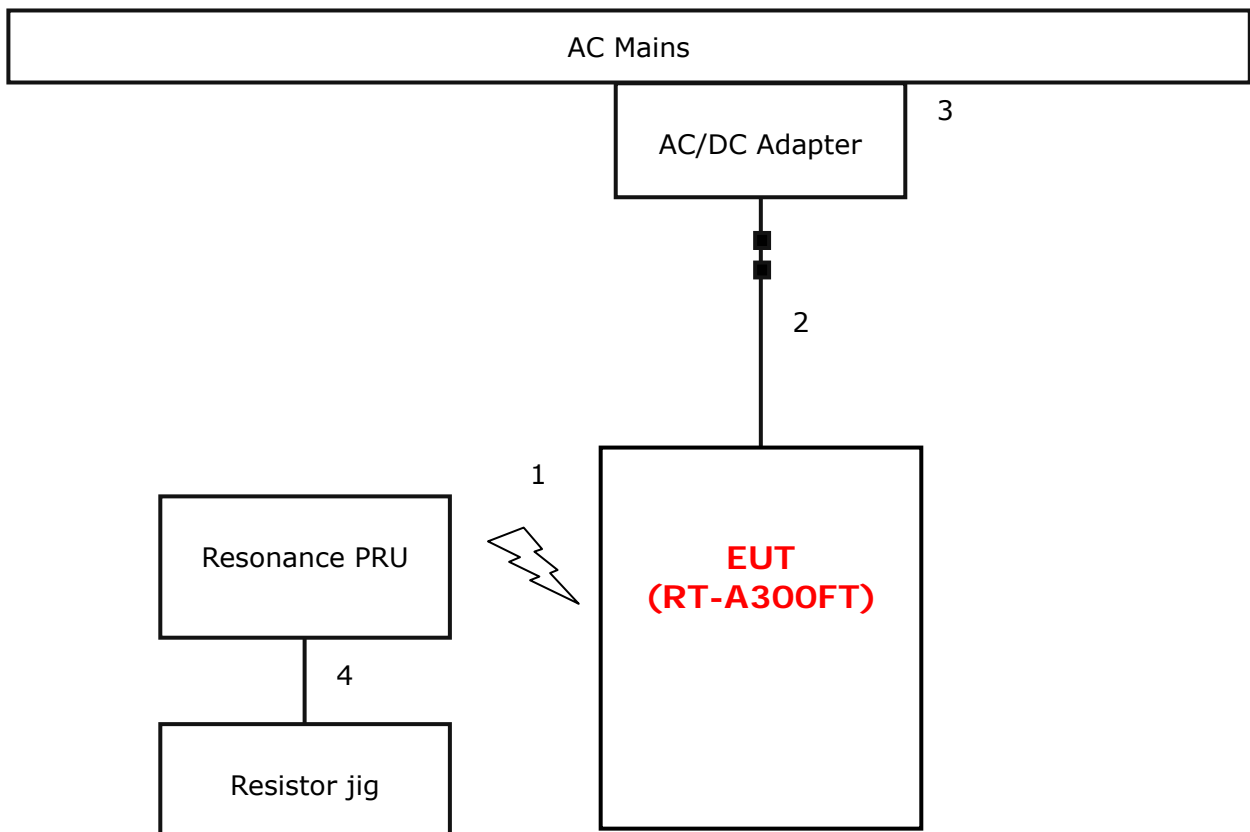 AC Mains
3
AC/DC Adapter
2
1
Resonance PRU
EUT
(RT-A300FT)
4
Resistor jig